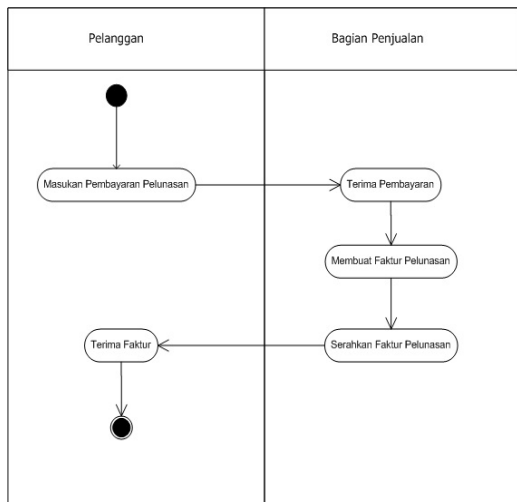 Pelanggan
Bagian Penjualan
Masukan Pembayaran Pelunasan
Terima Pembayaran
Membuat Faktur Pelunasan
Terima Faktur
Serahkan Faktur Pelunasan